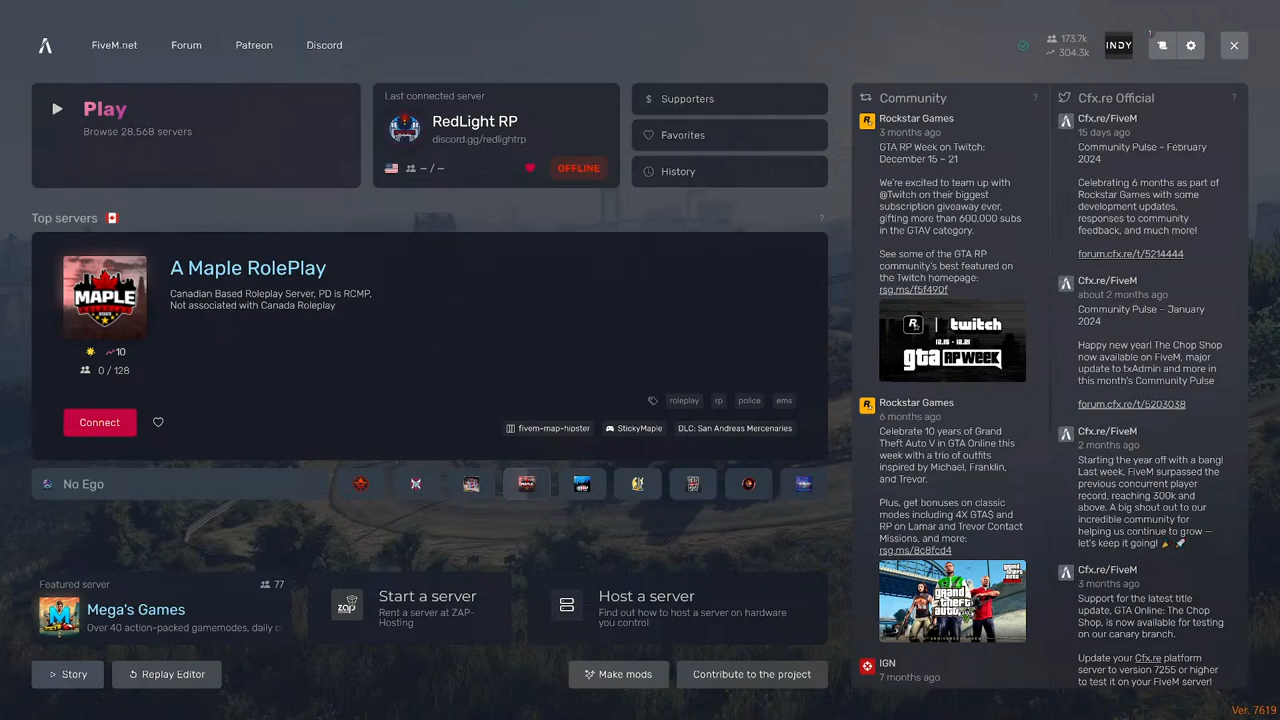 FiveM.net
Forum
Patreon
Discord
173.7k
304.3k
INDY
1
Play
Browse 28,568 servers
Last connected server
RedLight RP
discord.gg/redlightrp
– / –
OFFLINE
$ Supporters
Favorites
History
Top servers
?
A Maple RolePlay
Canadian Based Roleplay Server, PD is RCMP,
Not associated with Canada Roleplay
MAPLE
2023
10
0 / 128
Connect
roleplay
rp
police
ems
fivem-map-hipster
StickyMaple
DLC: San Andreas Mercenaries
No Ego
Featured server
77
Mega's Games
Over 40 action-packed gamemodes, daily c
ZAP
Start a server
Rent a server at ZAP-
Hosting
Host a server
Find out how to host a server on hardware
you control
Story
Replay Editor
Make mods
Contribute to the project
Community
?
Rockstar Games
3 months ago
GTA RP Week on Twitch:
December 15 – 21
We're excited to team up with
@Twitch on their biggest
subscription giveaway ever,
gifting more than 600,000 subs
in the GTAV category.
See some of the GTA RP
community's best featured on
the Twitch homepage:
rsg.ms/f5f490f
R* | twitch
12.15 - 12.21
gta RP WEEK
Rockstar Games
6 months ago
Celebrate 10 years of Grand
Theft Auto V in GTA Online this
week with a trio of outfits
inspired by Michael, Franklin,
and Trevor.
Plus, get bonuses on classic
modes including 4X GTA$ and
RP on Lamar and Trevor Contact
Missions, and more:
rsg.ms/8c8fcd4
grand
theft
auto
IGN
7 months ago
Cfx.re Official
?
Cfx.re/FiveM
15 days ago
Community Pulse – February
2024
Celebrating 6 months as part of
Rockstar Games with some
development updates,
responses to community
feedback, and much more!
forum.cfx.re/t/5214444
Cfx.re/FiveM
about 2 months ago
Community Pulse – January
2024
Happy new year! The Chop Shop
now available on FiveM, major
update to txAdmin and more in
this month's Community Pulse
forum.cfx.re/t/5203038
Cfx.re/FiveM
2 months ago
Starting the year off with a bang!
Last week, FiveM surpassed the
previous concurrent player
record, reaching 300k and
above. A big shout out to our
incredible community for
helping us continue to grow —
let's keep it going!
Cfx.re/FiveM
3 months ago
Support for the latest title
update, GTA Online: The Chop
Shop, is now available for testing
on our canary branch.
Update your Cfx.re platform
server to version 7255 or higher
to test it on your FiveM server!
Ver. 7619